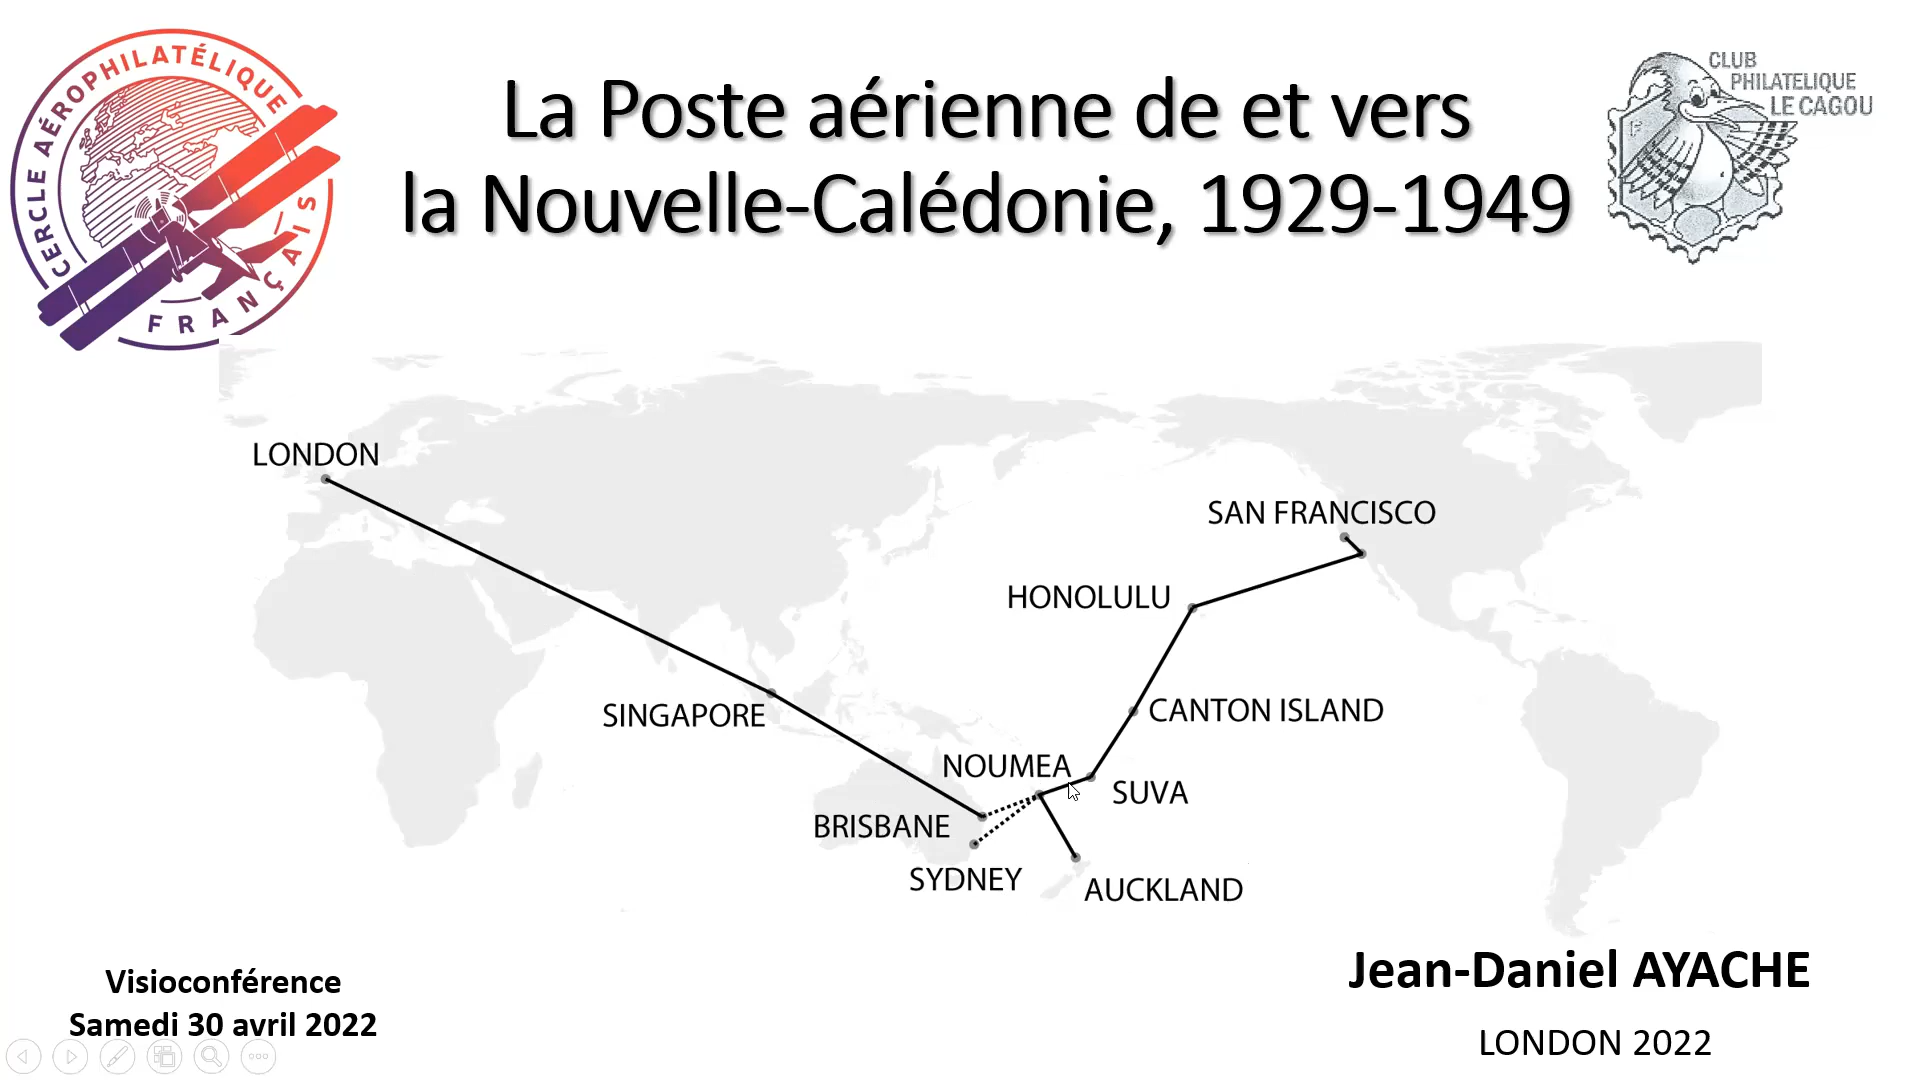 CERCLE AÉROPHILATÉLIQUE
FRANÇAIS
La Poste aérienne de et vers
la Nouvelle-Calédonie, 1929-1949
CLUB
PHILATELIQUE
LE CAGOU
F
LONDON
SAN FRANCISCO
HONOLULU
SINGAPORE
CANTON ISLAND
NOUMEA
SUVA
BRISBANE
SYDNEY
AUCKLAND
Visioconférence
Samedi 30 avril 2022
Jean-Daniel AYACHE
LONDON 2022